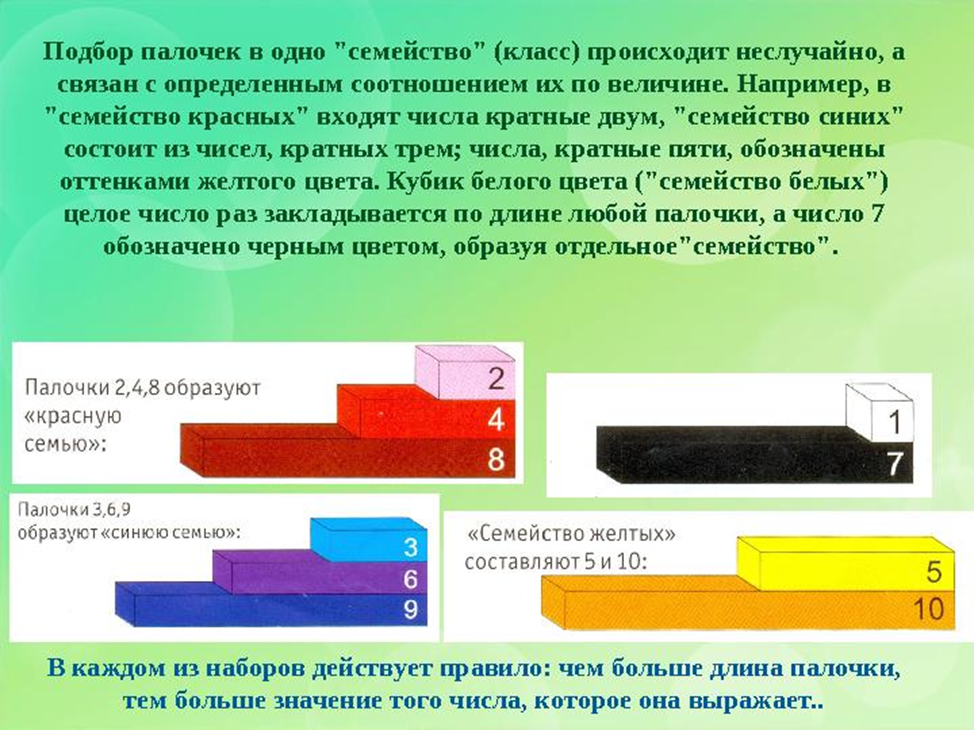 Подбор палочек в одно "семейство" (класс) происходит неслучайно, а
связан с определенным соотношением их по величине. Например, в
"семейство красных" входят числа кратные двум, "семейство синих"
состоит из чисел, кратных трем; числа, кратные пяти, обозначены
оттенками желтого цвета. Кубик белого цвета ("семейство белых")
целое число раз закладывается по длине любой палочки, а число 7
обозначено черным цветом, образуя отдельное"семейство".
Палочки 2,4,8 образуют
«красную
семью»:
2
4
8
1
7
Палочки 3,6,9
образуют «синюю семью»:
3
6
9
«Семейство желтых»
составляют 5 и 10:
5
10
В каждом из наборов действует правило: чем больше длина палочки,
тем больше значение того числа, которое она выражает..